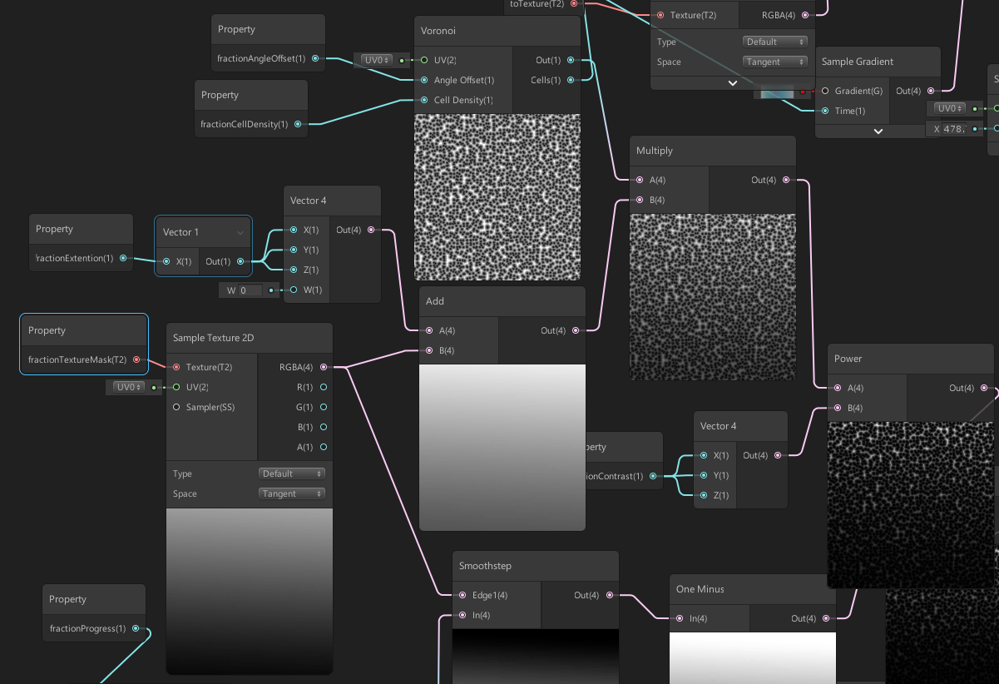 toTexture(T2)
Texture(T2)
RGBA(4)
Type
Default
Space
Tangent
Property
fractionAngleOffset(1)
Property
fractionCellDensity(1)
Voronoi
UV0
UV(2)
Out(1)
Angle Offset(1)
Cells(1)
Cell Density(1)
Sample Gradient
Gradient(G)
Out(4)
Time(1)
UV0
X 478.
S
Multiply
A(4)
Out(4)
B(4)
Vector 4
X(1)
Out(4)
Y(1)
Z(1)
W 0
W(1)
Property
fractionExtention(1)
Vector 1
X(1)
Out(1)
Add
A(4)
Out(4)
B(4)
Property
fractionTextureMask(T2)
Sample Texture 2D
Texture(T2)
RGBA(4)
UV0
UV(2)
R(1)
Sampler(SS)
G(1)
B(1)
A(1)
Type
Default
Space
Tangent
Power
A(4)
Out(4)
B(4)
perty
ionContrast(1)
Vector 4
X(1)
Out(4)
Y(1)
Z(1)
Smoothstep
Edge1(4)
Out(4)
In(4)
One Minus
In(4)
Out(4)
Property
fractionProgress(1)